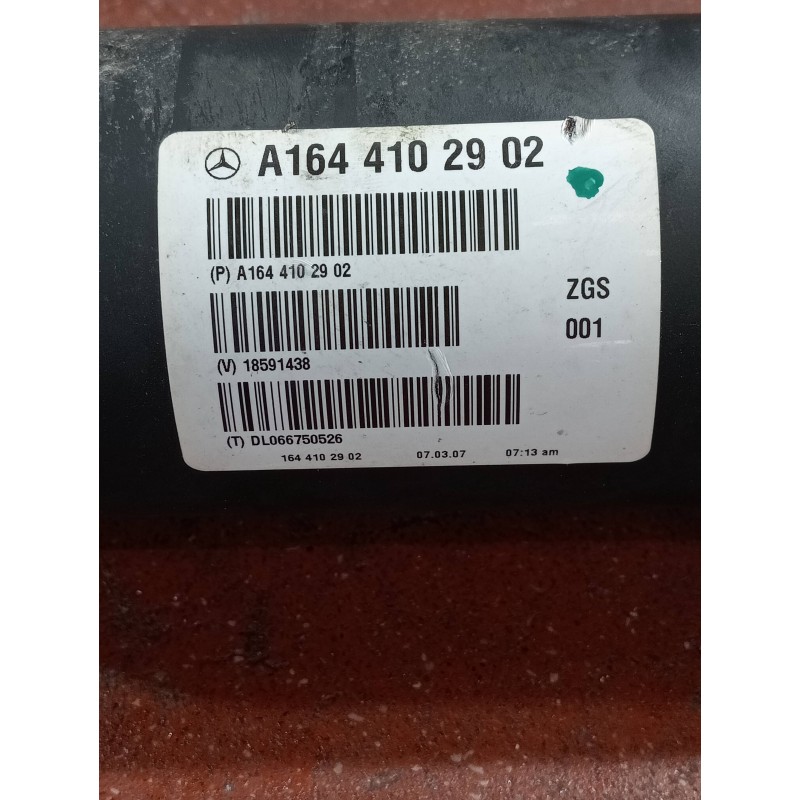 A164 410 29 02
(P) A164 410 29 02
ZGS
001
(V) 18591438
(T) DL066750526
164 410 29 02 07.03.07 07:13 am